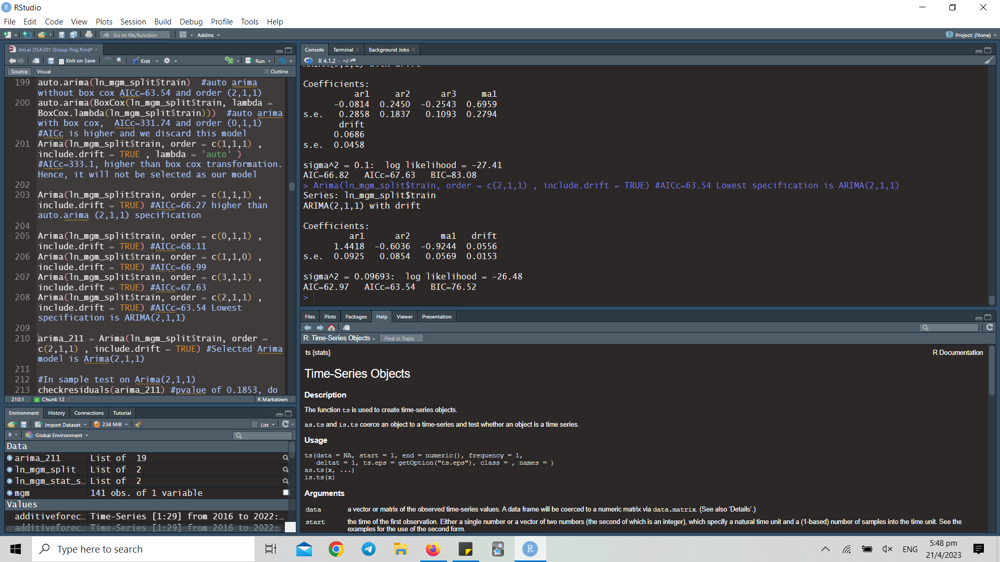 RStudio
File Edit Code View Plots Session Build Debug Profile Tools Help
Go to file/function Addins Project: (None)
JinLei DSA301 Group Proj.Rmd*
Knit on Save ABC Knit Run
Source Visual Outline
199 auto.arima(ln_mgm_split$train) #auto arima
without box cox AICc=63.54 and order (2,1,1)
200 auto.arima(BoxCox(ln_mgm_split$train, lambda =
BoxCox.lambda(ln_mgm_split$train))) #auto arima
with box cox, AICc=331.74 and order (0,1,1)
#AICc is higher and we discard this model
201 Arima(ln_mgm_split$train, order = c(1,1,1) ,
include.drift = TRUE , lambda = 'auto' )
#AICc=333.1, higher than box cox transformation.
Hence, it will not be selected as our model
202
203 Arima(ln_mgm_split$train, order = c(1,1,1) ,
include.drift = TRUE) #AICc=66.27 higher than
auto.arima (2,1,1) specification
204
205 Arima(ln_mgm_split$train, order = c(0,1,1) ,
include.drift = TRUE) #AICc=68.11
206 Arima(ln_mgm_split$train, order = c(1,1,0) ,
include.drift = TRUE) #AICc=66.99
207 Arima(ln_mgm_split$train, order = c(3,1,1) ,
include.drift = TRUE) #AICc=67.63
208 Arima(ln_mgm_split$train, order = c(2,1,1) ,
include.drift = TRUE) #AICc=63.54 Lowest
specification is ARIMA(2,1,1)
209
210 arima_211 = Arima(ln_mgm_split$train, order =
c(2,1,1) , include.drift = TRUE) #Selected Arima
model is Arima(2,1,1)
211
212 #In sample test on Arima(2,1,1)
213 checkresiduals(arima_211) #pvalue of 0.1853, do
210:1 Chunk 12 R Markdown
Environment History Connections Tutorial
Import Dataset 234 MiB List
R Global Environment
Data
arima_211 List of 19
ln_mgm_split List of 2
ln_mgm_stat_s… List of 2
mgm 141 obs. of 1 variable
Values
additiveforec… Time-Series [1:29] from 2016 to 2022:…
additiveforec… Time-Series [1:29] from 2016 to 2022:…
Console Terminal Background Jobs
R 4.1.2 · ~/
ARIMA(3,1,1) with drift
Coefficients:
ar1 ar2 ar3 ma1
-0.0814 0.2450 -0.2543 0.6959
s.e. 0.2858 0.1837 0.1093 0.2794
drift
0.0686
s.e. 0.0458
sigma^2 = 0.1: log likelihood = -27.41
AIC=66.82 AICc=67.63 BIC=83.08
> Arima(ln_mgm_split$train, order = c(2,1,1) , include.drift = TRUE) #AICc=63.54 Lowest specification is ARIMA(2,1,1)
Series: ln_mgm_split$train
ARIMA(2,1,1) with drift
Coefficients:
ar1 ar2 ma1 drift
1.4418 -0.6036 -0.9244 0.0556
s.e. 0.0925 0.0854 0.0569 0.0153
sigma^2 = 0.09693: log likelihood = -26.48
AIC=62.97 AICc=63.54 BIC=76.52
>
Files Plots Packages Help Viewer Presentation
R: Time-Series Objects Find in Topic
ts {stats} R Documentation
Time-Series Objects
Description
The function ts is used to create time-series objects.
as.ts and is.ts coerce an object to a time-series and test whether an object is a time series.
Usage
ts(data = NA, start = 1, end = numeric(), frequency = 1,
deltat = 1, ts.eps = getOption("ts.eps"), class = , names = )
as.ts(x, ...)
is.ts(x)
Arguments
data a vector or matrix of the observed time-series values. A data frame will be coerced to a numeric matrix via data.matrix. (See also ‘Details’.)
start the time of the first observation. Either a single number or a vector of two numbers (the second of which is an integer), which specify a natural time unit and a (1-based) number of samples into the time unit. See the
examples for the use of the second form.
Type here to search
ENG
5:48 pm
21/4/2023